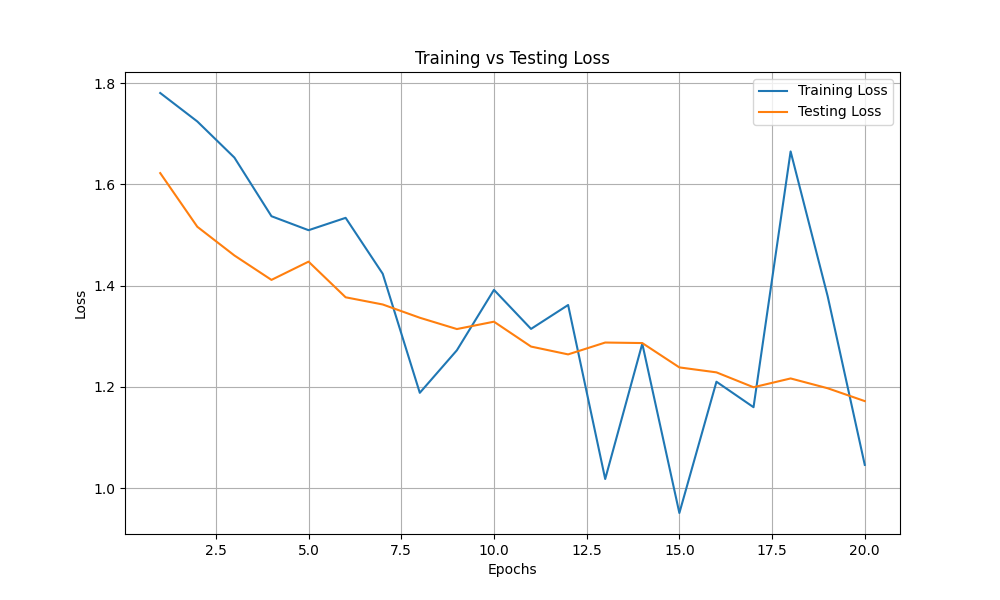 Training vs Testing Loss
Training Loss
Testing Loss
Loss
1.8
1.6
1.4
1.2
1.0
2.5 5.0 7.5 10.0 12.5 15.0 17.5 20.0
Epochs